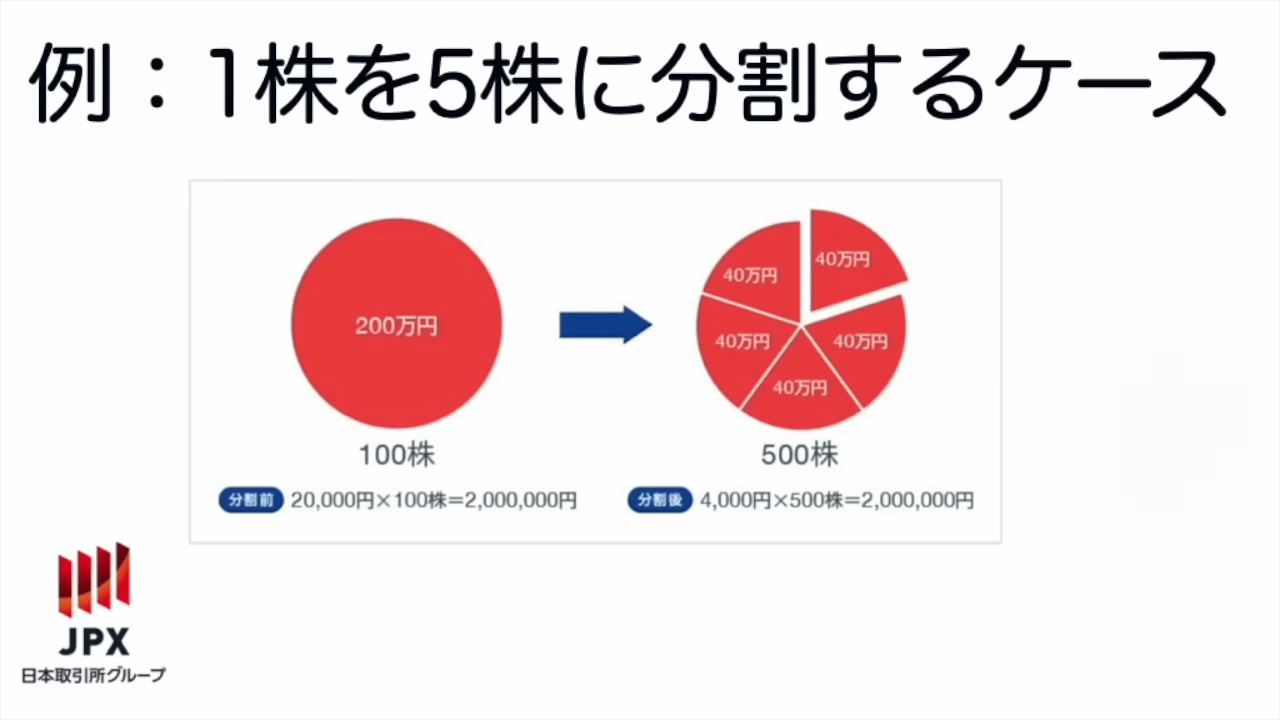 例：1株を5株に分割するケース
200万円
40万円
40万円
40万円
40万円
40万円
100株
500株
分割前 20,000円×100株=2,000,000円
分割後 4,000円×500株=2,000,000円
JPX
日本取引所グループ